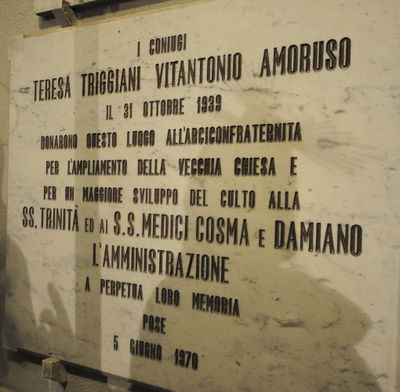 I CONIUGI
TERESA TRIGGIANI VITANTONIO AMORUSO
IL 31 OTTOBRE 1939
DONARONO QUESTO LUOGO ALL'ARCICONFRATERNITA
PER L'AMPLIAMENTO DELLA VECCHIA CHIESA E
PER UN MAGGIORE SVILUPPO DEL CULTO ALLA
SS. TRINITÀ ED AI S.S. MEDICI COSMA E DAMIANO
L'AMMINISTRAZIONE
A PERPETUA LORO MEMORIA
POSE
5 GIUGNO 1970